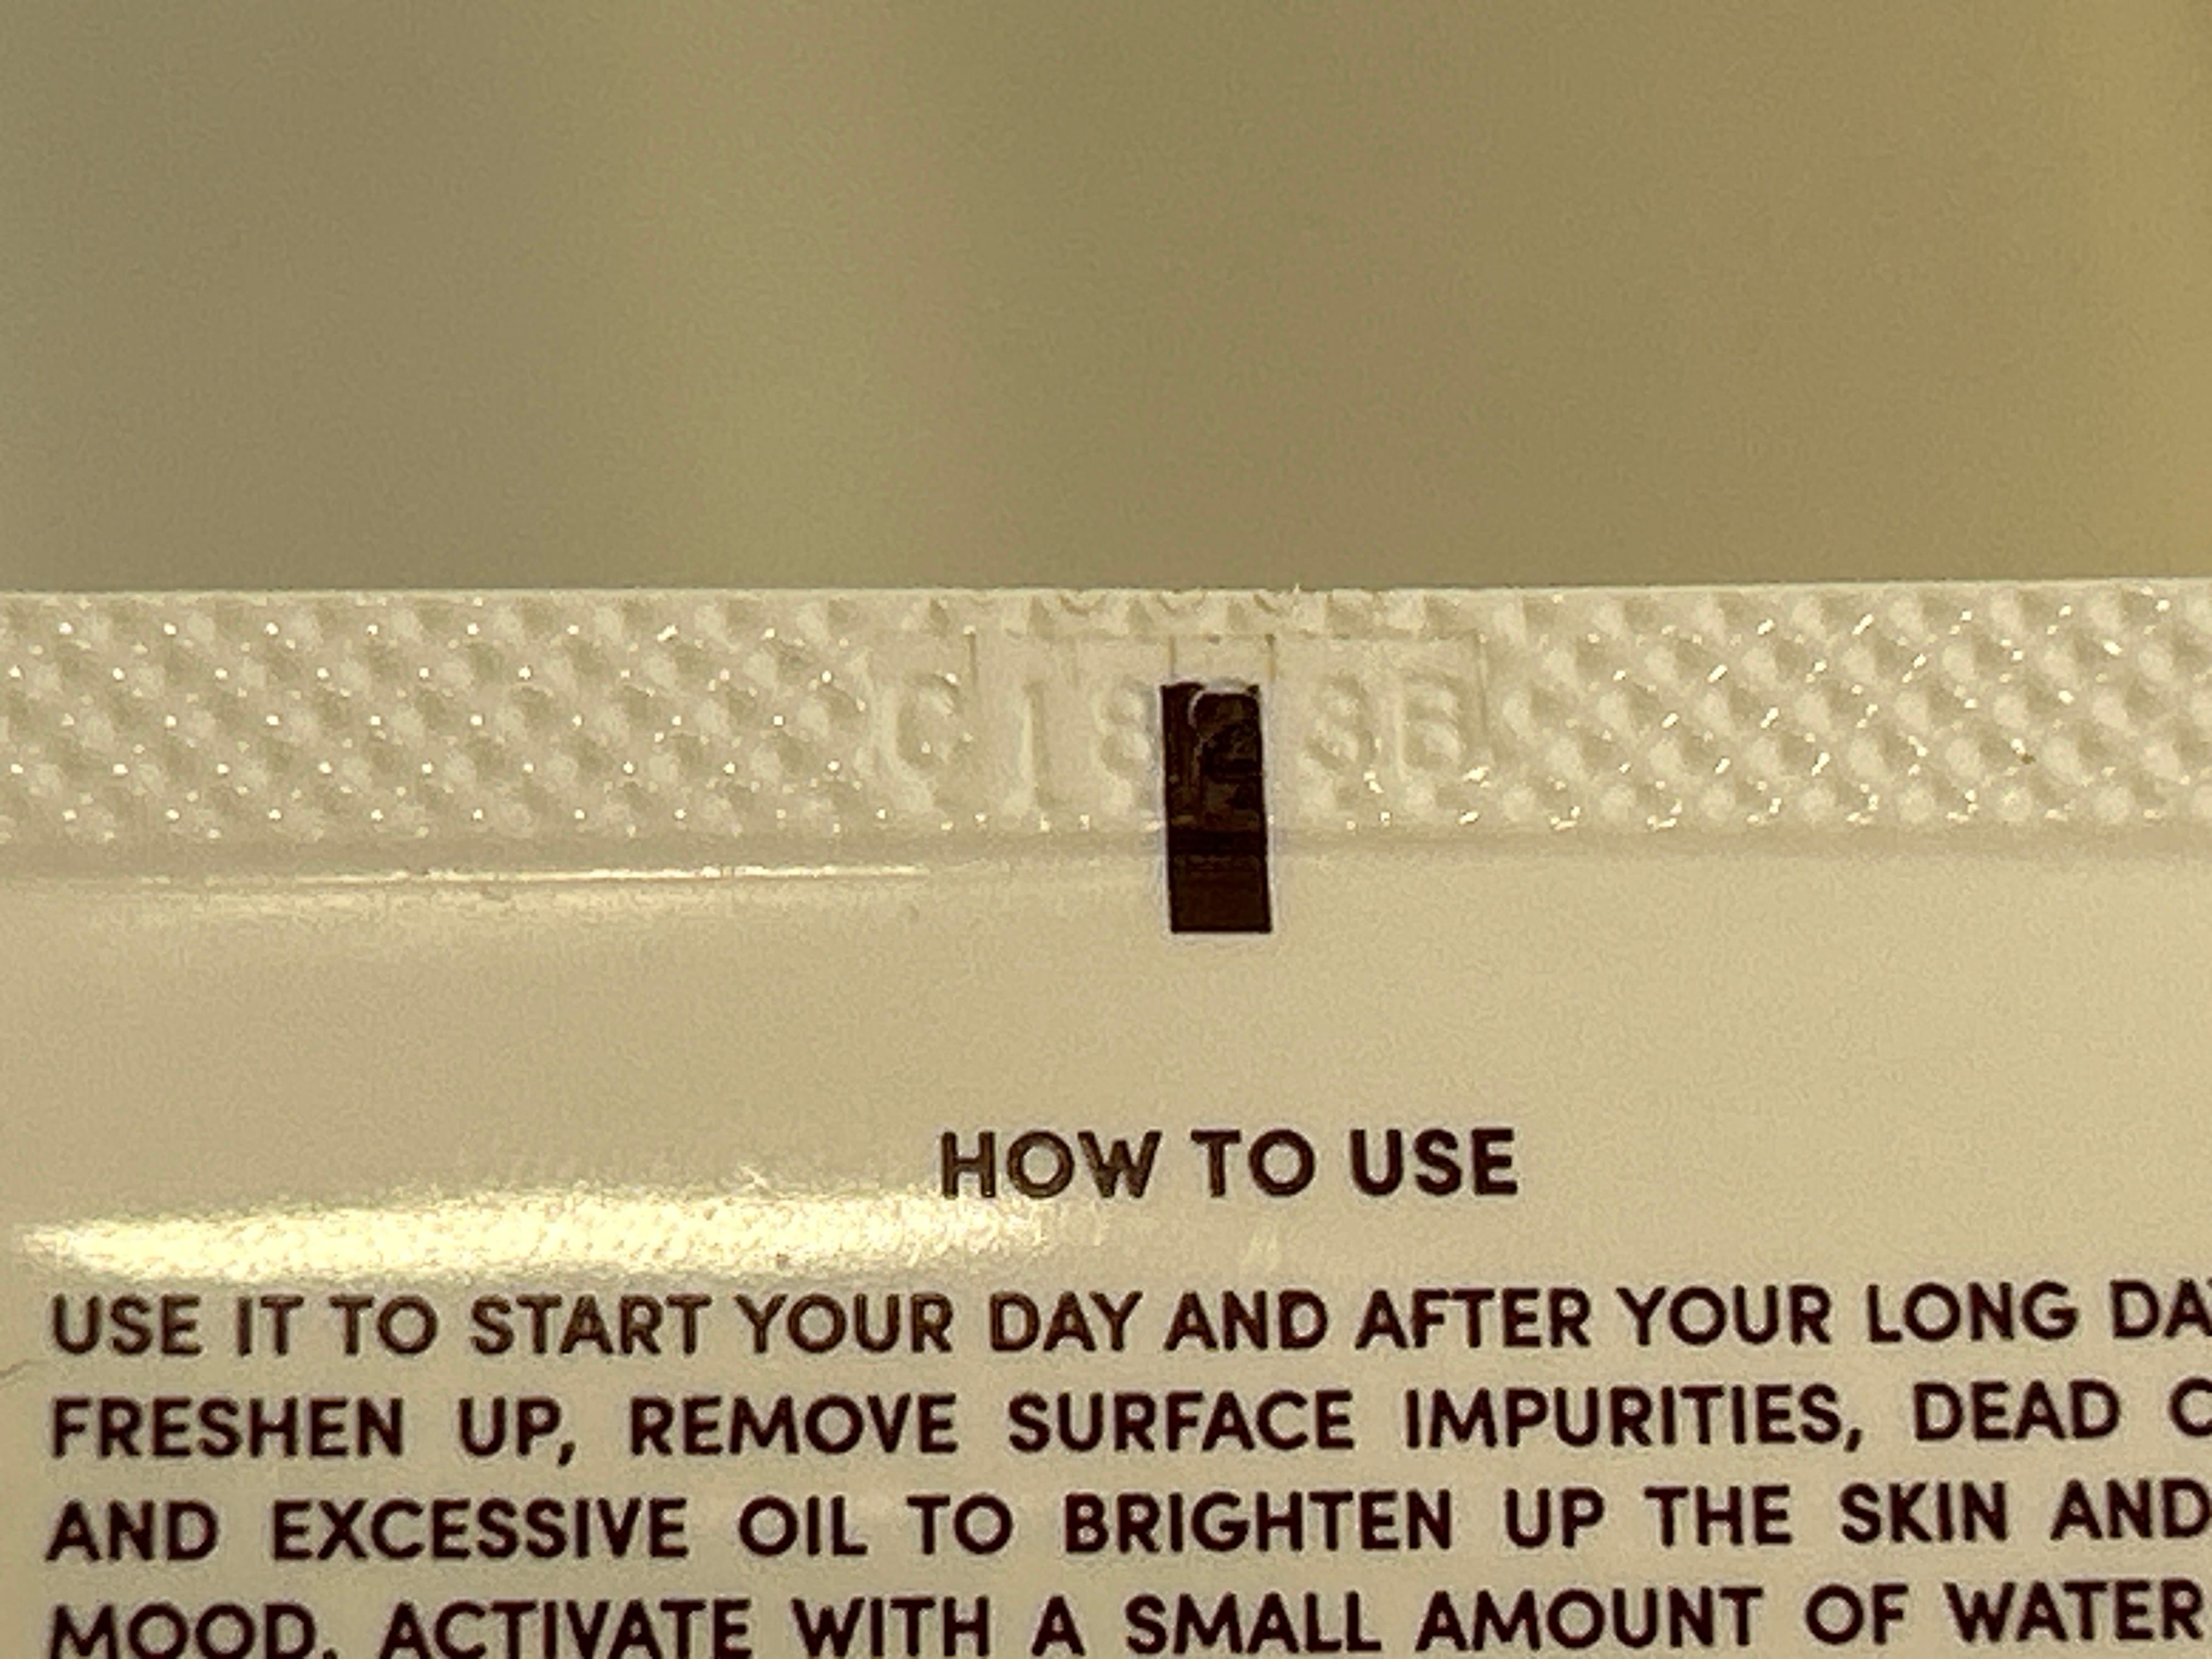 HOW TO USE
USE IT TO START YOUR DAY AND AFTER YOUR LONG DA
FRESHEN UP, REMOVE SURFACE IMPURITIES, DEAD C
AND EXCESSIVE OIL TO BRIGHTEN UP THE SKIN AND
MOOD. ACTIVATE WITH A SMALL AMOUNT OF WATER